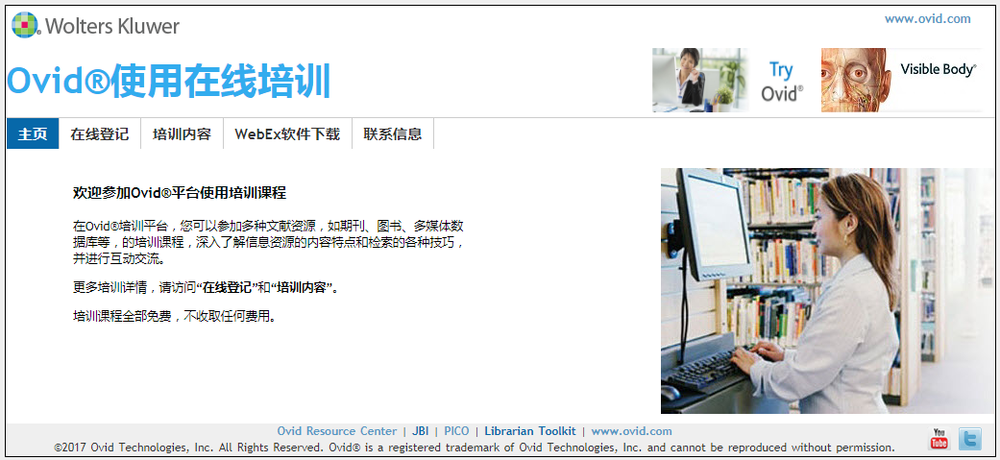 Wolters Kluwer
www.ovid.com
Ovid®使用在线培训
Try
Ovid®
Visible Body®
主页 在线登记 培训内容 WebEx软件下载 联系信息
欢迎参加Ovid®平台使用培训课程
在Ovid®培训平台，您可以参加多种文献资源，如期刊、图书、多媒体数
据库等，的培训课程，深入了解信息资源的内容特点和检索的各种技巧，
并进行互动交流。
更多培训详情，请访问“在线登记”和“培训内容”。
培训课程全部免费，不收取任何费用。
Ovid Resource Center | JBI | PICO | Librarian Toolkit | www.ovid.com
©2017 Ovid Technologies, Inc. All Rights Reserved. Ovid® is a registered trademark of Ovid Technologies, Inc. and cannot be reproduced without permission.
You
Tube